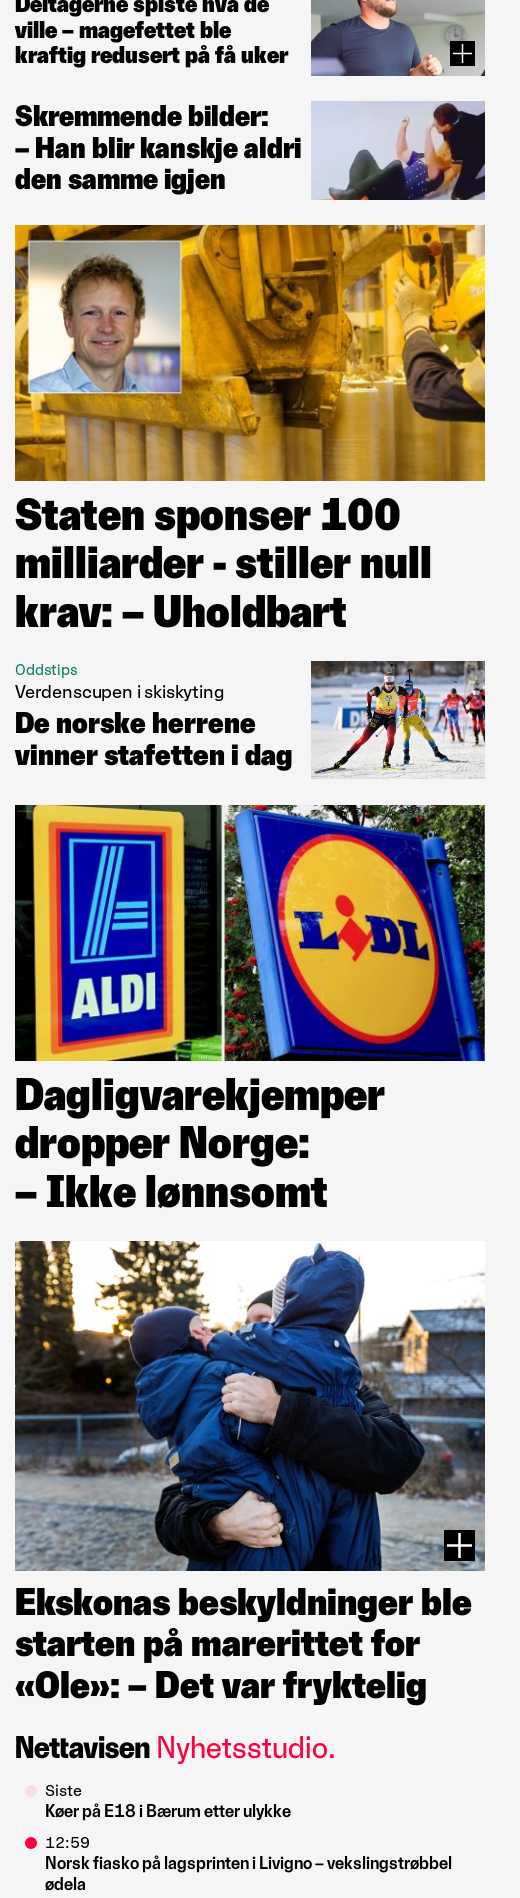 Deltagerne spiste hva de
ville – magefettet ble
kraftig redusert på få uker
Skremmende bilder:
– Han blir kanskje aldri
den samme igjen
Staten sponser 100
milliarder - stiller null
krav: – Uholdbart
Oddstips
Verdenscupen i skiskyting
De norske herrene
vinner stafetten i dag
ALDI
LIDL
Dagligvarekjemper
dropper Norge:
– Ikke lønnsomt
Ekskonas beskyldninger ble
starten på marerittet for
«Ole»: – Det var fryktelig
Nettavisen Nyhetsstudio.
Siste
Køer på E18 i Bærum etter ulykke
12:59
Norsk fiasko på lagsprinten i Livigno – vekslingstrøbbel
ødela